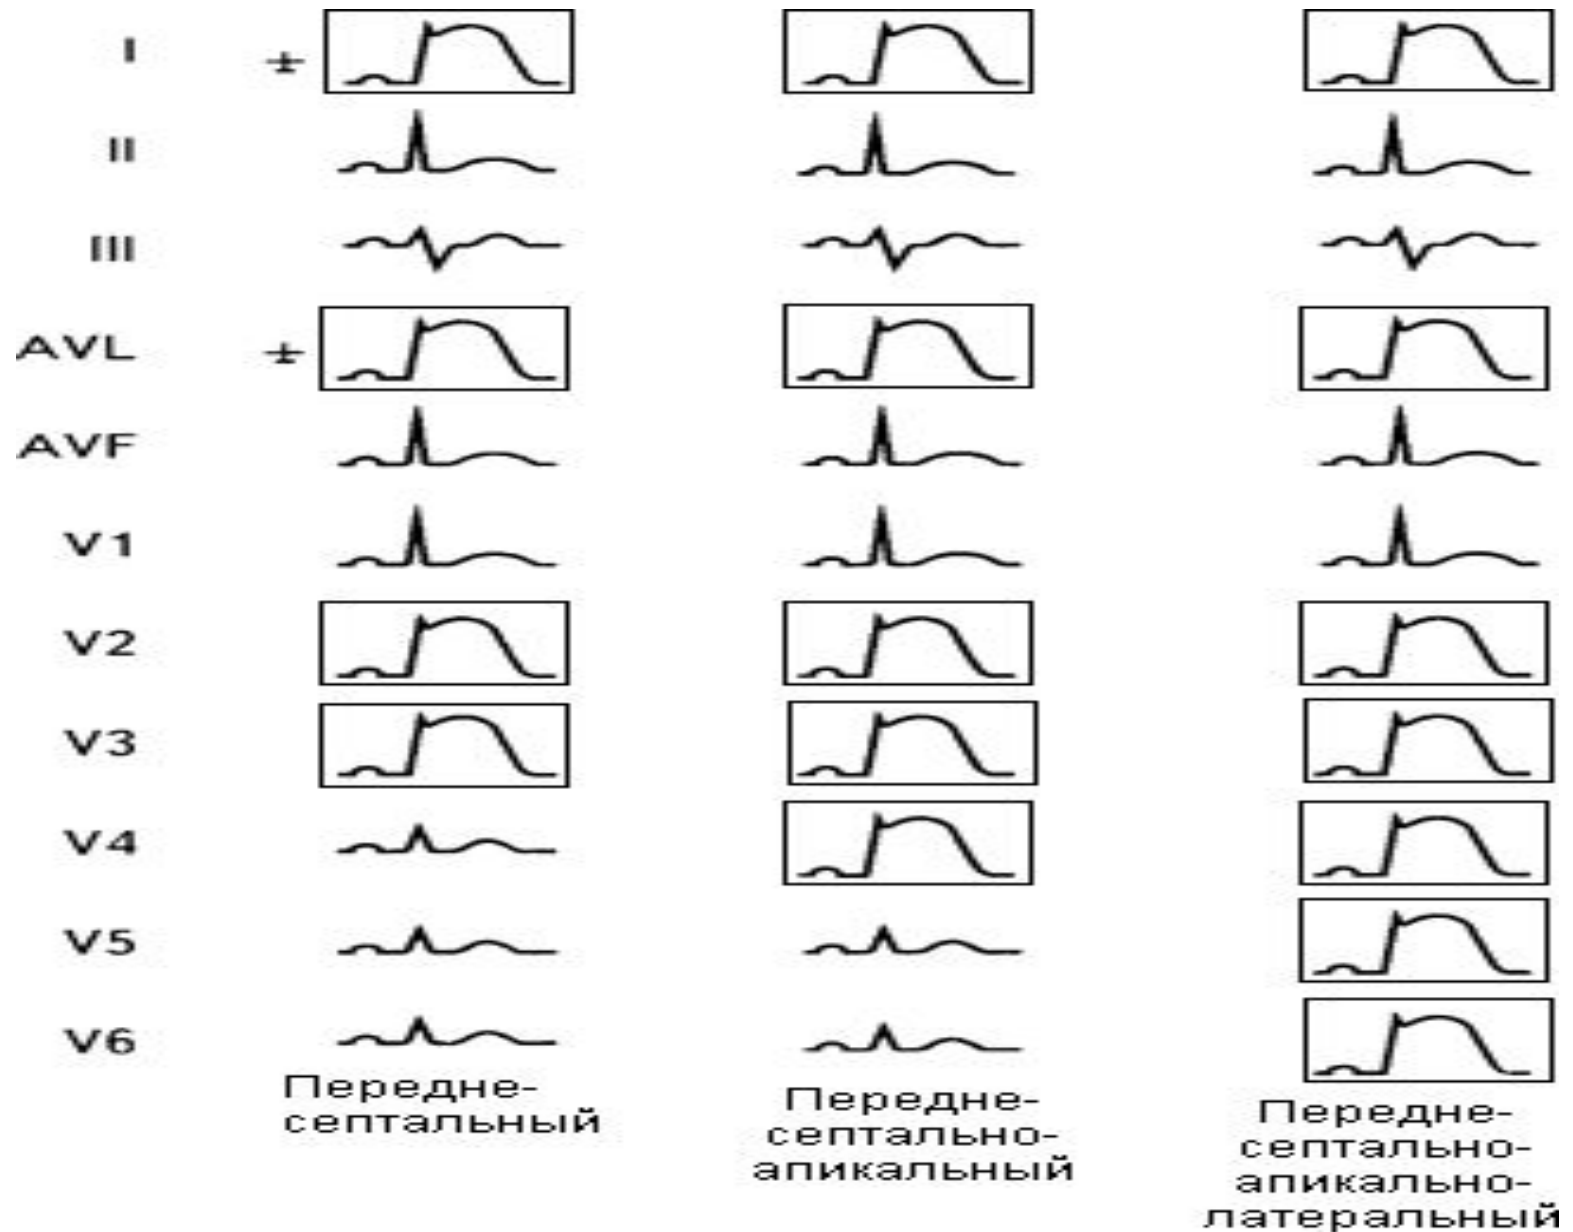 I ±
II
III
AVL ±
AVF
V1
V2
V3
V4
V5
V6
Передне-
септальный
Передне-
септально-
апикальный
Передне-
септально-
апикально-
латеральный